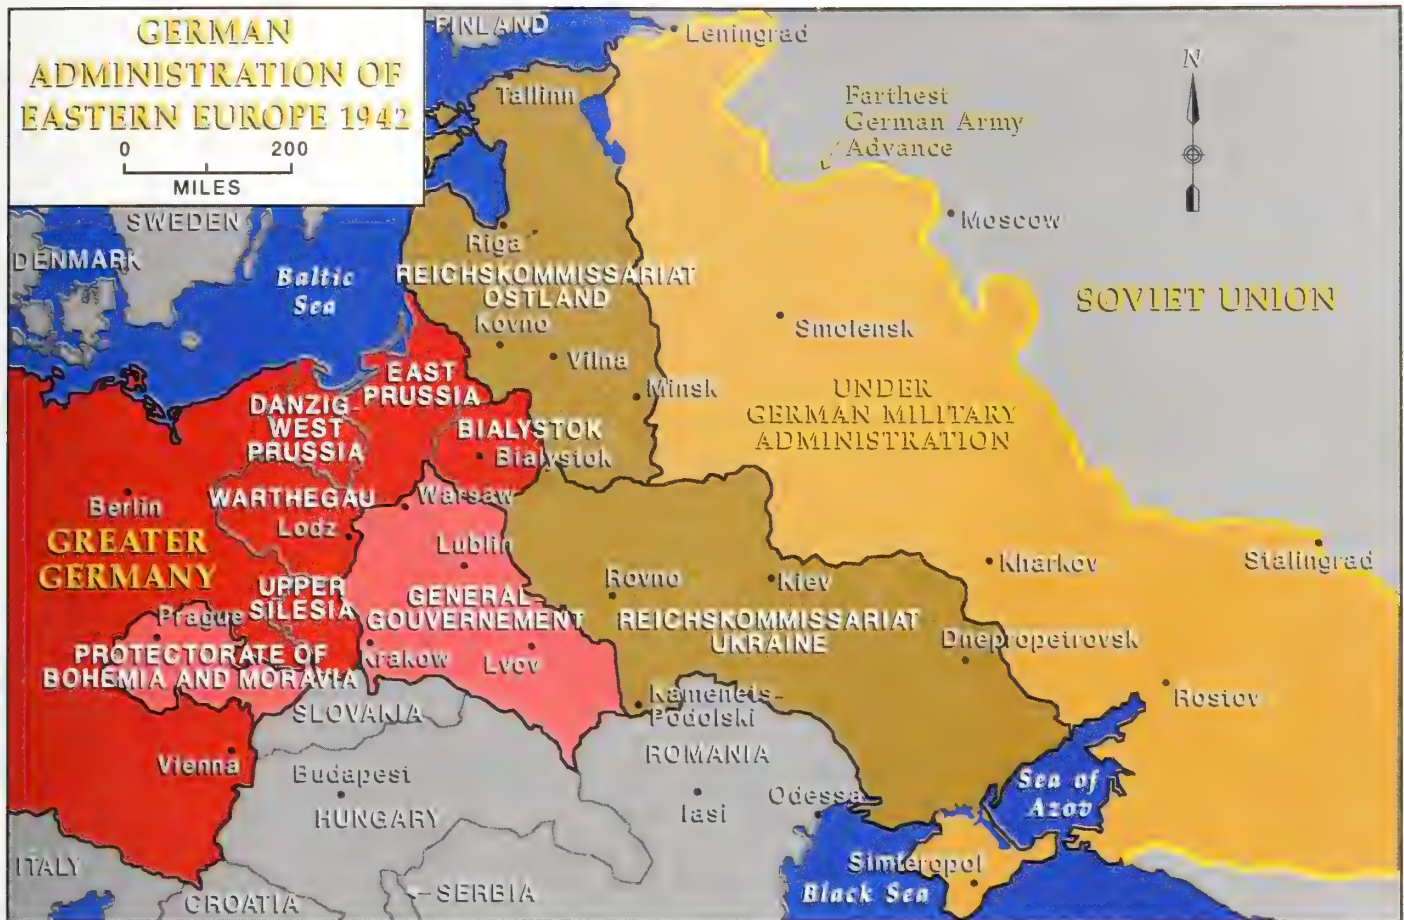 GERMAN
ADMINISTRATION OF
EASTERN EUROPE 1942
0 200
MILES
FINLAND
Leningrad
N
Tallinn
Farthest
German Army
Advance
SWEDEN
Moscow
DENMARK
Riga
Baltic
Sea
REICHSKOMMISSARIAT
OSTLAND
SOVIET UNION
Kovno
Smolensk
Vilna
EAST
PRUSSIA
Minsk
UNDER
GERMAN MILITARY
ADMINISTRATION
DANZIG-
WEST
PRUSSIA
BIALYSTOK
Bialystok
WARTHEGAU
Warsaw
Berlin
Lodz
GREATER
GERMANY
Lublin
Kharkov
Stalingrad
Rovno
Kiev
UPPER
SILESIA
GENERAL-
GOUVERNEMENT
REICHSKOMMISSARIAT
UKRAINE
Prague
Dnepropetrovsk
PROTECTORATE OF
BOHEMIA AND MORAVIA
Krakow
Lvov
Kamenets-
Podolski
Rostov
SLOVAKIA
ROMANIA
Vienna
Budapest
Iasi
Odessa
Sea of
Azov
HUNGARY
ITALY
Simferopol
Black Sea
SERBIA
CROATIA